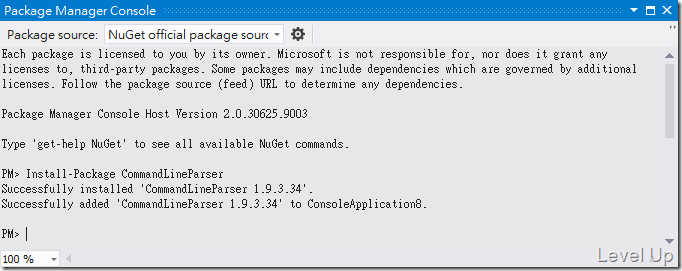 Package Manager Console
Package source: NuGet official package sourc
Each package is licensed to you by its owner. Microsoft is not responsible for, nor does it grant any
licenses to, third-party packages. Some packages may include dependencies which are governed by additional
licenses. Follow the package source (feed) URL to determine any dependencies.
Package Manager Console Host Version 2.0.30625.9003
Type 'get-help NuGet' to see all available NuGet commands.
PM> Install-Package CommandLineParser
Successfully installed 'CommandLineParser 1.9.3.34'.
Successfully added 'CommandLineParser 1.9.3.34' to ConsoleApplication8.
PM>
100 %
Level Up